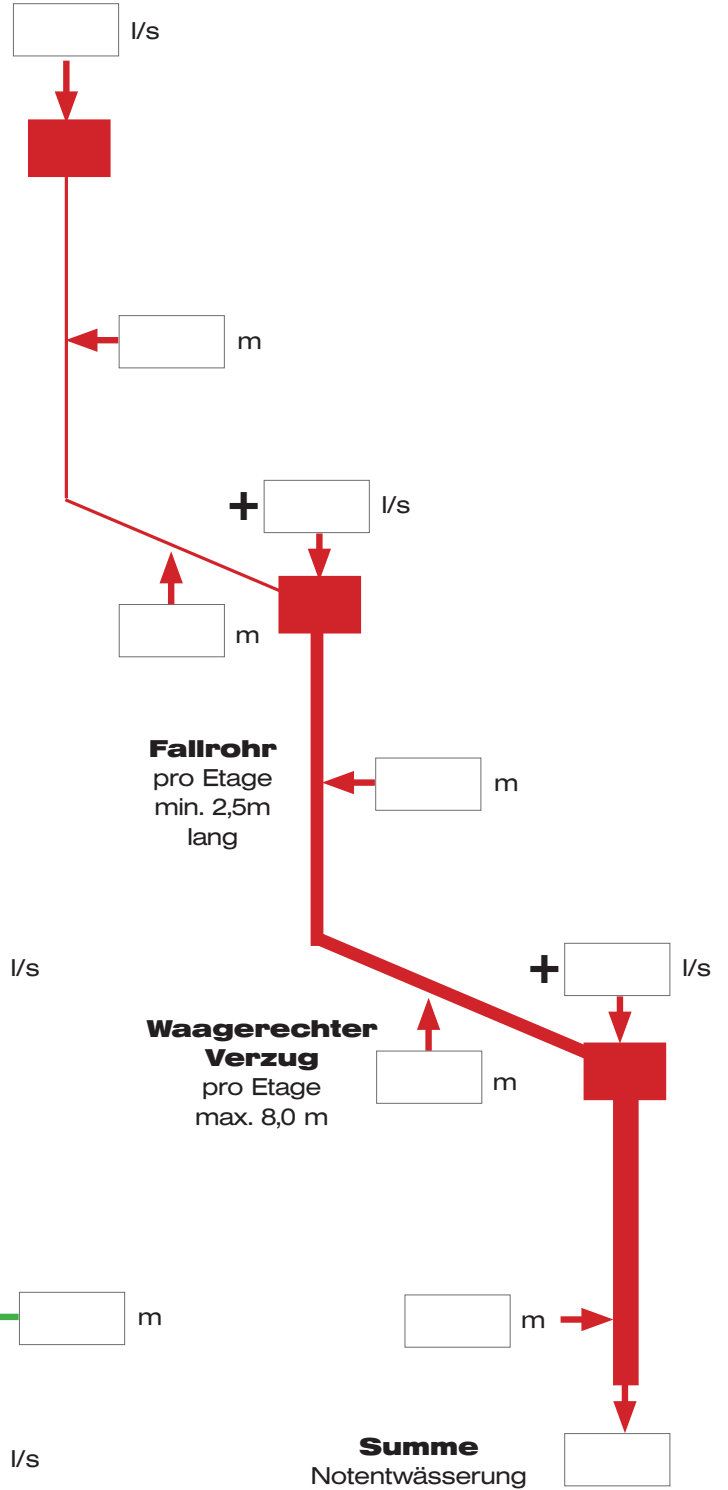 l/s
m
+ l/s
m
Fallrohr
pro Etage
min. 2,5m
lang
m
l/s
+ l/s
Waagerechter
Verzug
pro Etage
max. 8,0 m
m
m
m
l/s
Summe
Notentwässerung